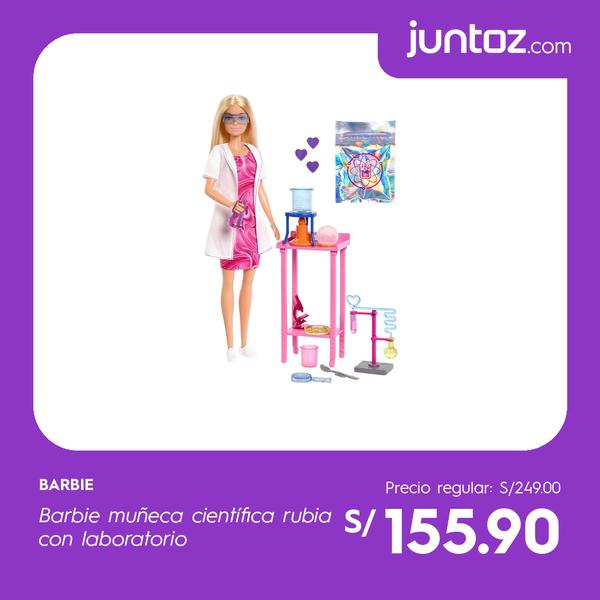 juntoz.com
BARBIE
Barbie muñeca científica rubia
con laboratorio
Precio regular: S/249.00
S/155.90